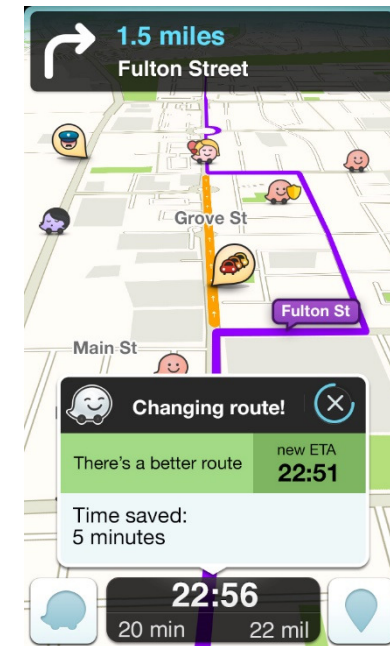 1.5 miles
Fulton Street
Grove St
Fulton St
Main St
Changing route!
There's a better route
new ETA
22:51
Time saved:
5 minutes
22:56
20 min
22 mil